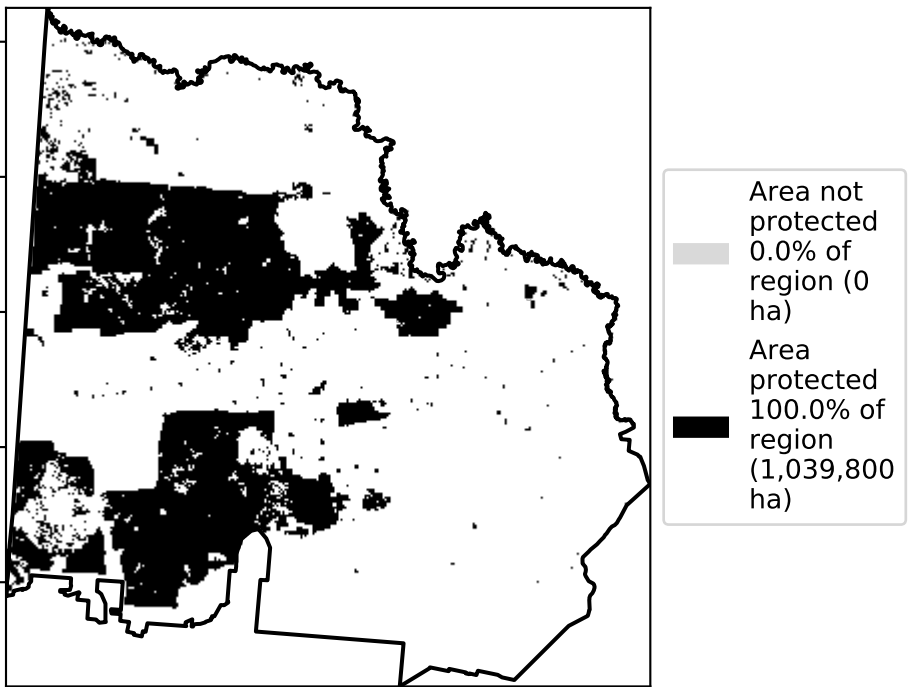 Area not
protected
0.0% of
region (0
ha)
Area
protected
100.0% of
region
(1,039,800
ha)